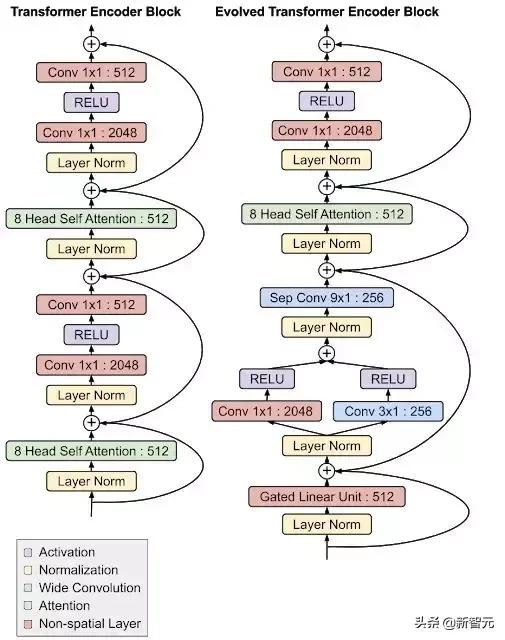 Transformer Encoder Block
Evolved Transformer Encoder Block
+
Conv 1x1 : 512
RELU
Conv 1x1 : 2048
Layer Norm
+
8 Head Self Attention : 512
Layer Norm
+
Conv 1x1 : 512
RELU
Conv 1x1 : 2048
Layer Norm
+
8 Head Self Attention : 512
Layer Norm
+
Conv 1x1 : 512
RELU
Conv 1x1 : 2048
Layer Norm
+
8 Head Self Attention : 512
Layer Norm
+
Sep Conv 9x1 : 256
Layer Norm
+
RELU
RELU
Conv 1x1 : 2048
Conv 3x1 : 256
Layer Norm
+
Gated Linear Unit : 512
Layer Norm
Activation
Normalization
Wide Convolution
Attention
Non-spatial Layer
头条 @新智元